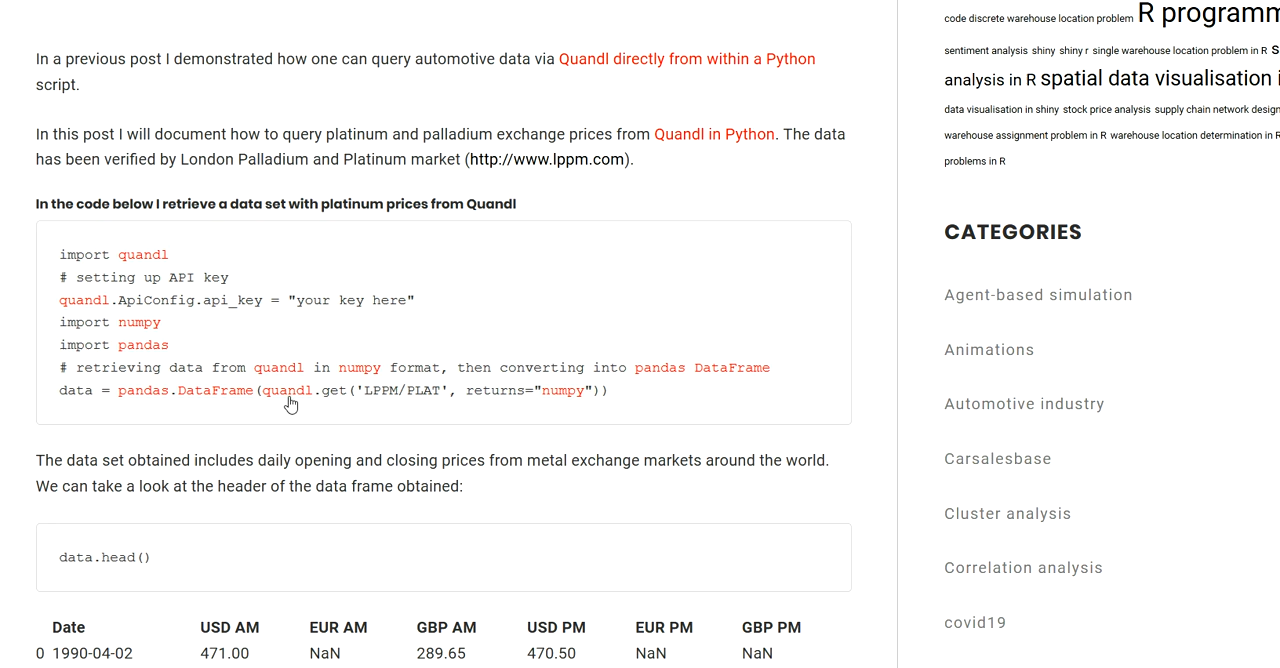 In a previous post I demonstrated how one can query automotive data via Quandl directly from within a Python
script.
In this post I will document how to query platinum and palladium exchange prices from Quandl in Python. The data
has been verified by London Palladium and Platinum market (http://www.lppm.com).
In the code below I retrieve a data set with platinum prices from Quandl
import quandl
# setting up API key
quandl.ApiConfig.api_key = "your key here"
import numpy
import pandas
# retrieving data from quandl in numpy format, then converting into pandas DataFrame
data = pandas.DataFrame(quandl.get('LPPM/PLAT', returns="numpy"))
The data set obtained includes daily opening and closing prices from metal exchange markets around the world.
We can take a look at the header of the data frame obtained:
data.head()
Date USD AM EUR AM GBP AM USD PM EUR PM GBP PM
0 1990-04-02 471.00 NaN 289.65 470.50 NaN NaN
code discrete warehouse location problem R programm
sentiment analysis shiny shiny r single warehouse location problem in R s
analysis in R spatial data visualisation i
data visualisation in shiny stock price analysis supply chain network design
warehouse assignment problem in R warehouse location determination in R
problems in R
CATEGORIES
Agent-based simulation
Animations
Automotive industry
Carsalesbase
Cluster analysis
Correlation analysis
covid19